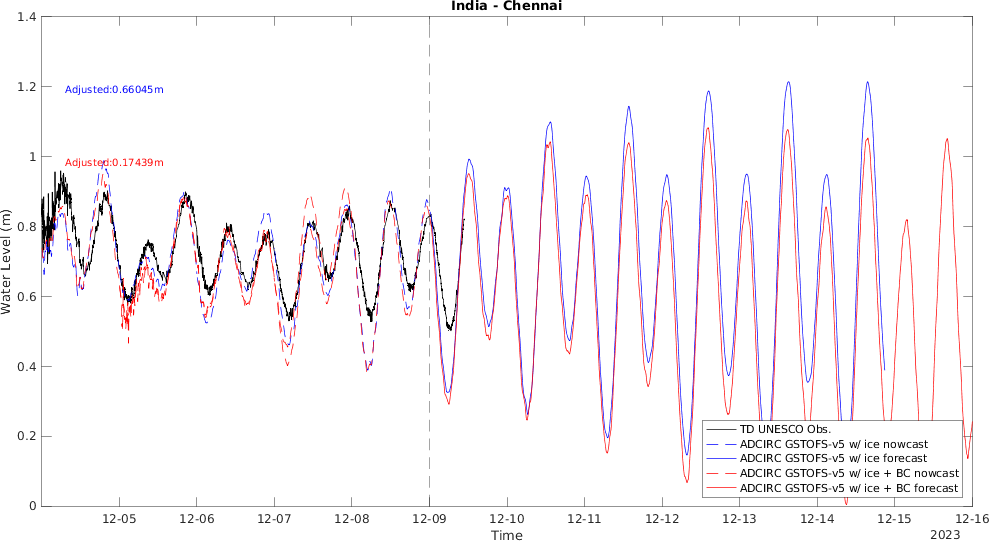 India - Chennai
1.4
1.2
1
0.8
0.6
0.4
0.2
0
Water Level (m)
Adjusted:0.66045m
Adjusted:0.17439m
TD UNESCO Obs.
ADCIRC GSTOFS-v5 w/ ice nowcast
ADCIRC GSTOFS-v5 w/ ice forecast
ADCIRC GSTOFS-v5 w/ ice + BC nowcast
ADCIRC GSTOFS-v5 w/ ice + BC forecast
12-05 12-06 12-07 12-08 12-09 12-10 12-11 12-12 12-13 12-14 12-15 12-16
Time
2023